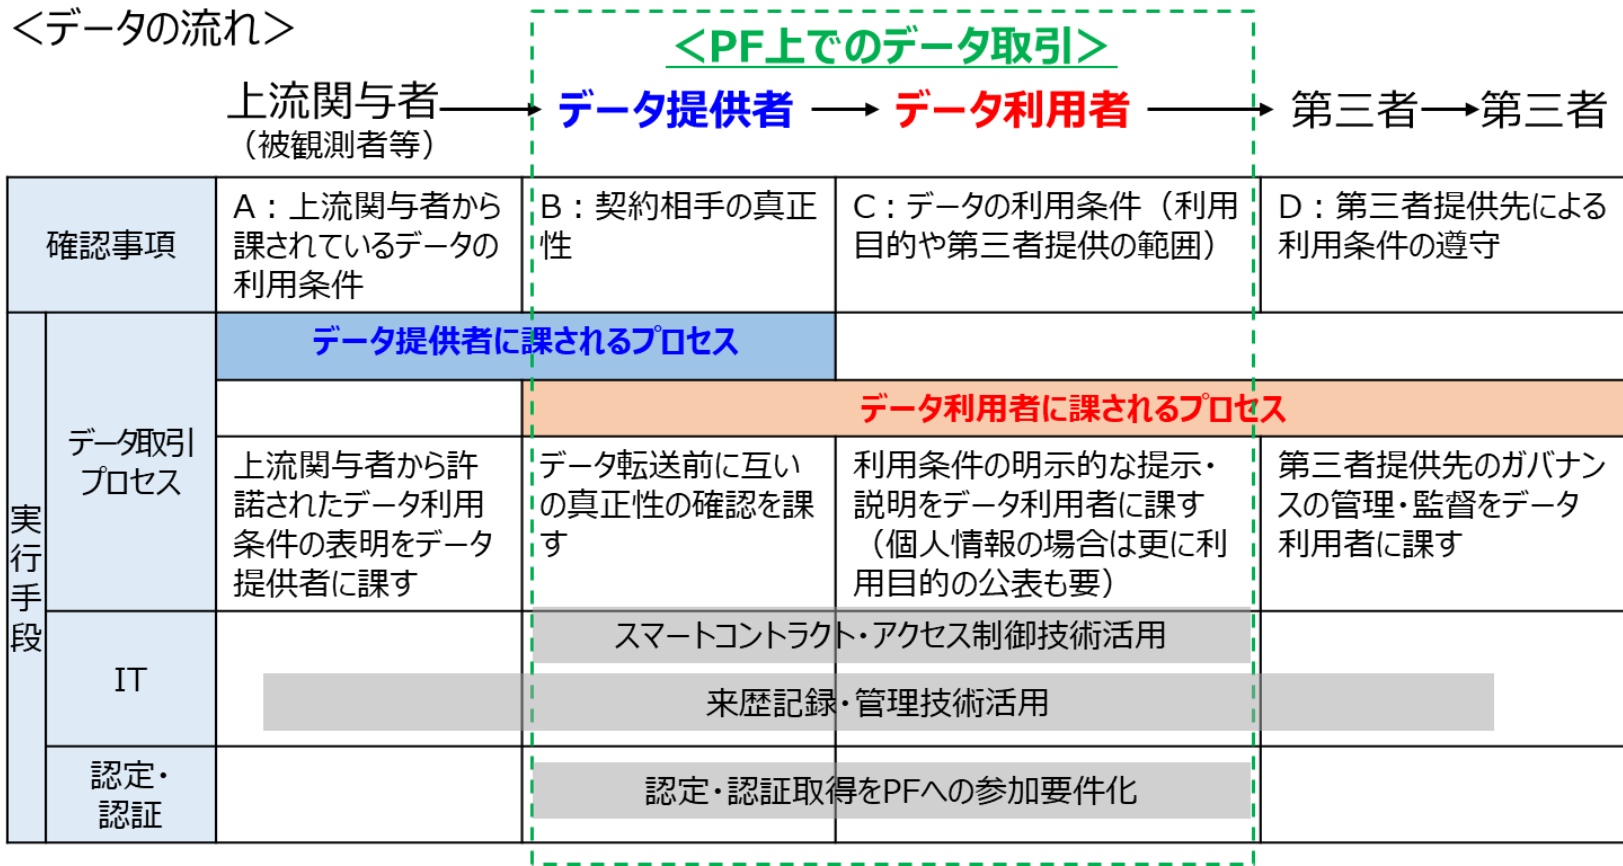 ＜データの流れ＞
＜PF上でのデータ取引＞
上流関与者
（被観測者等）
データ提供者
データ利用者
第三者
第三者
確認事項
A：上流関与者から
課されているデータの
利用条件
B：契約相手の真正
性
C：データの利用条件（利用
目的や第三者提供の範囲）
D：第三者提供先による
利用条件の遵守
実行手段
データ取引
プロセス
データ提供者に課されるプロセス
データ利用者に課されるプロセス
上流関与者から許
諾されたデータ利用
条件の表明をデータ
提供者に課す
データ転送前に互い
の真正性の確認を課
す
利用条件の明示的な提示・
説明をデータ利用者に課す
（個人情報の場合は更に利
用目的の公表も要）
第三者提供先のガバナン
スの管理・監督をデータ
利用者に課す
IT
スマートコントラクト・アクセス制御技術活用
来歴記録・管理技術活用
認定・
認証
認定・認証取得をPFへの参加要件化